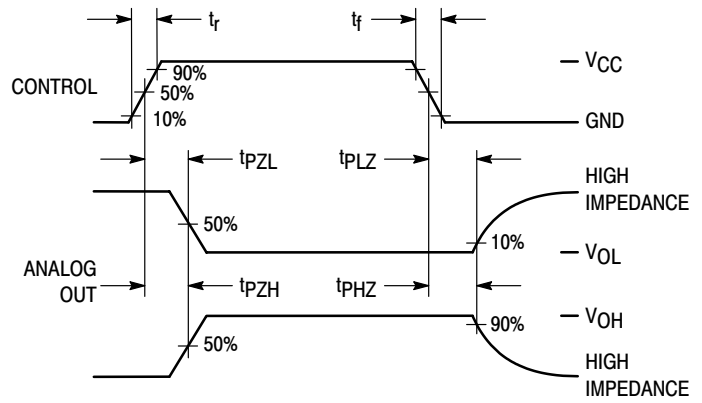 tr
tf
CONTROL
90%
50%
10%
VCC
GND
tPZL
tPLZ
HIGH
IMPEDANCE
50%
10%
VOL
ANALOG
OUT
tPZH
tPHZ
VOH
90%
50%
HIGH
IMPEDANCE